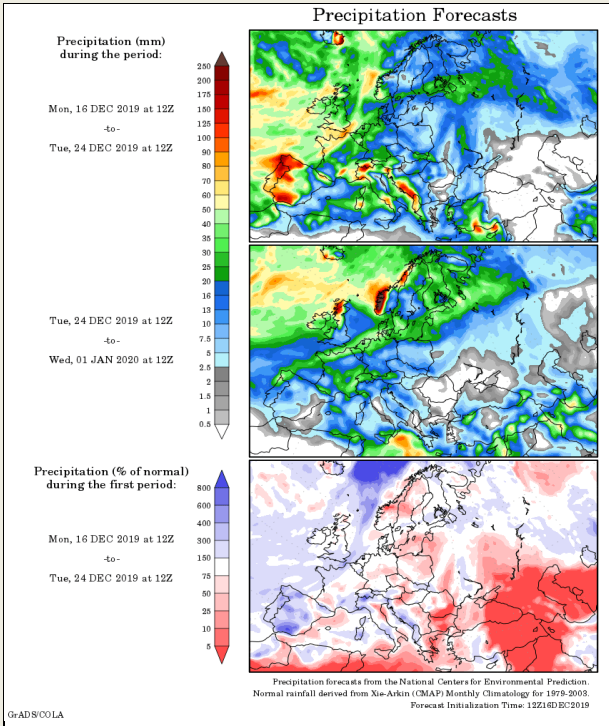 Precipitation Forecasts
Precipitation (mm)
during the period:
Mon, 16 DEC 2019 at 12Z
-to-
Tue, 24 DEC 2019 at 12Z
250
200
175
150
125
100
90
80
70
60
50
40
35
30
25
20
16
13
10
7.5
5
2.5
2
1.5
1
0.5
Tue, 24 DEC 2019 at 12Z
-to-
Wed, 01 JAN 2020 at 12Z
Precipitation (% of normal)
during the first period:
Mon, 16 DEC 2019 at 12Z
-to-
Tue, 24 DEC 2019 at 12Z
800
600
400
300
150
75
50
25
10
5
Precipitation forecasts from the National Centers for Environmental Prediction.
Normal rainfall derived from Xie-Arkin (CMAP) Monthly Climatology for 1979-2003.
Forecast Initialization Time: 12Z16DEC2019
GrADS/COLA